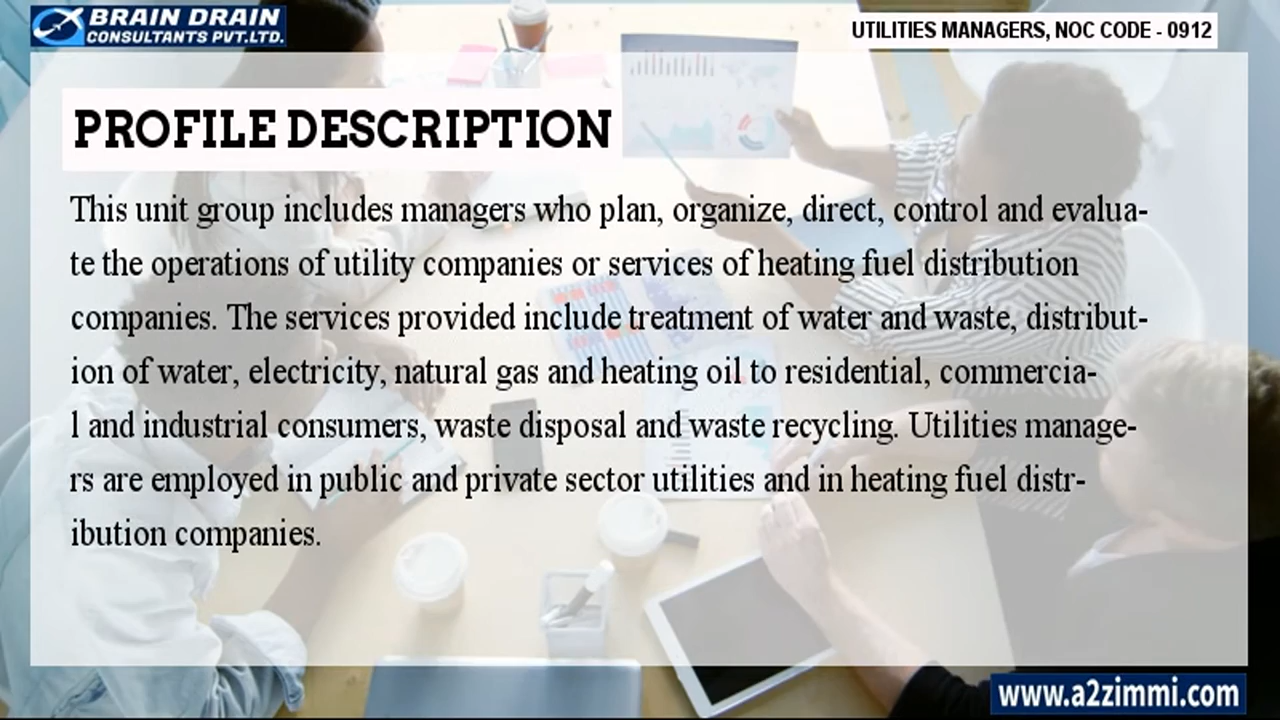 BRAIN DRAIN
CONSULTANTS PVT.LTD.
UTILITIES MANAGERS, NOC CODE - 0912
PROFILE DESCRIPTION
This unit group includes managers who plan, organize, direct, control and evalua-
te the operations of utility companies or services of heating fuel distribution
companies. The services provided include treatment of water and waste, distribut-
ion of water, electricity, natural gas and heating oil to residential, commercia-
l and industrial consumers, waste disposal and waste recycling. Utilities manage-
rs are employed in public and private sector utilities and in heating fuel distr-
ibution companies.
www.a2zimmi.com